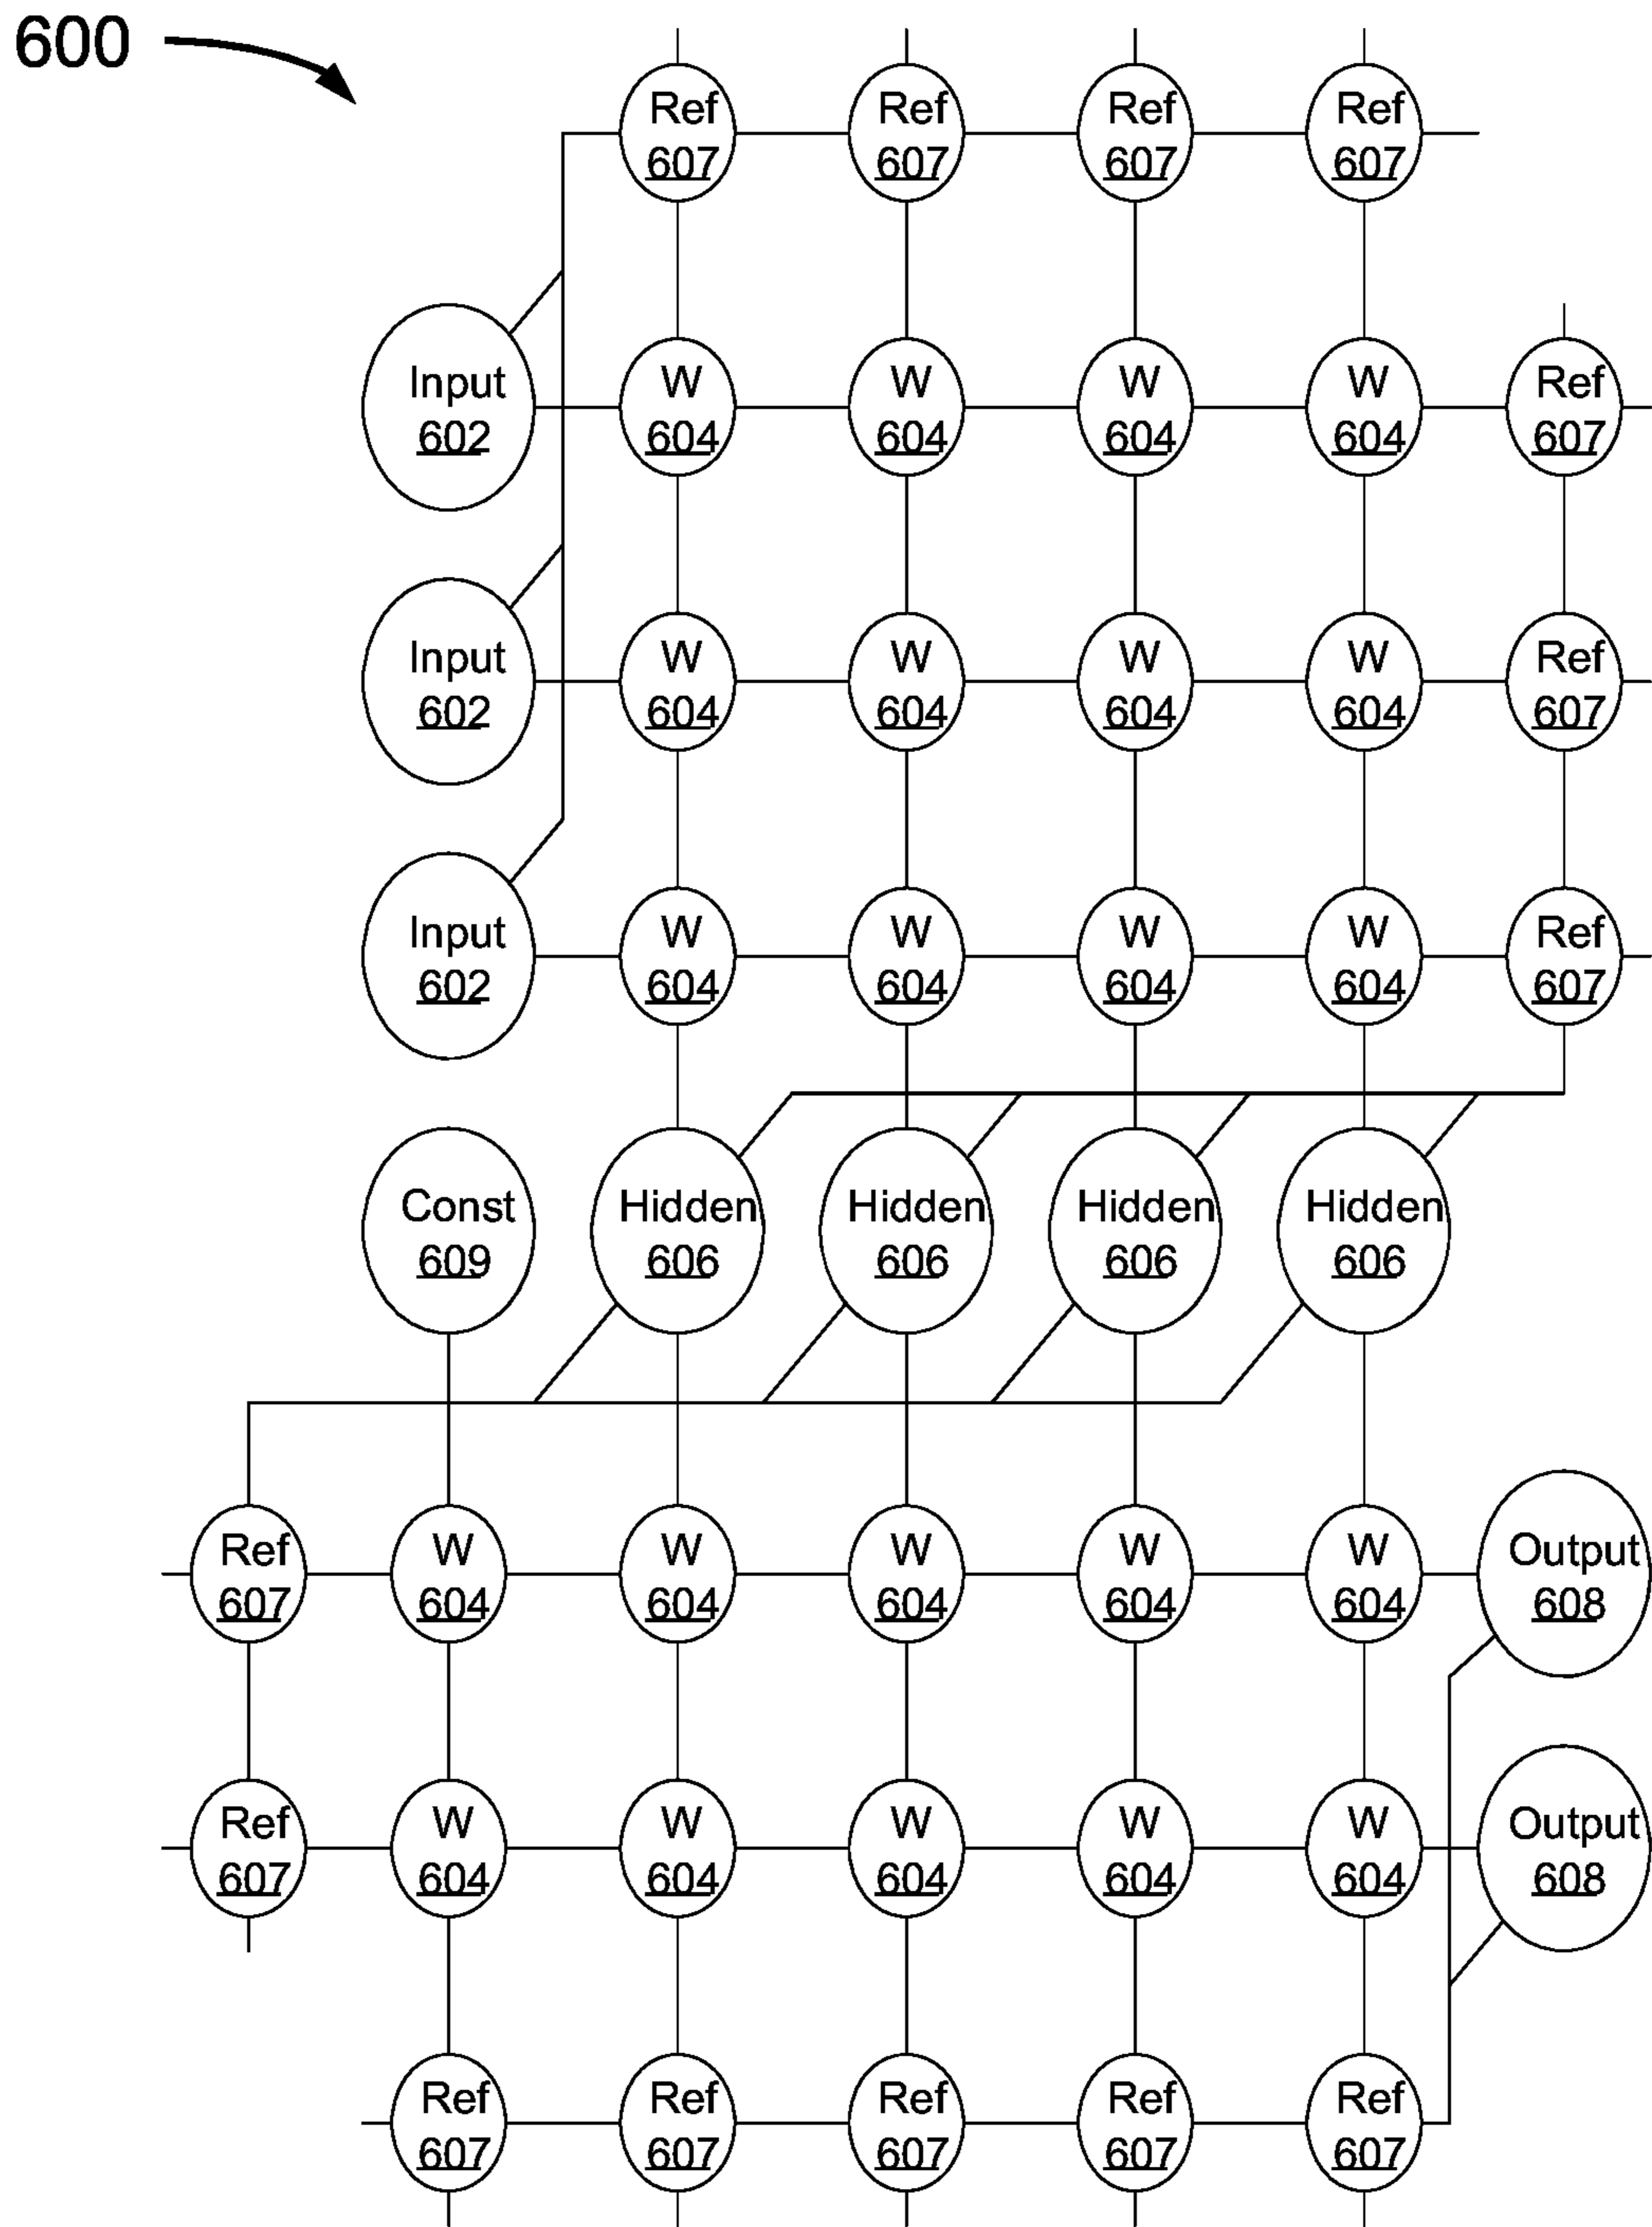 600
Ref Ref Ref Ref
607 607 607 607
Input W W W W Ref
602 604 604 604 604 607
Input W W W W Ref
602 604 604 604 604 607
Input W W W W Ref
602 604 604 604 604 607
Const Hidden Hidden Hidden Hidden
609 606 606 606 606
Ref W W W W W Output
607 604 604 604 604 604 608
Ref W W W W W Output
607 604 604 604 604 604 608
Ref Ref Ref Ref Ref
607 607 607 607 607